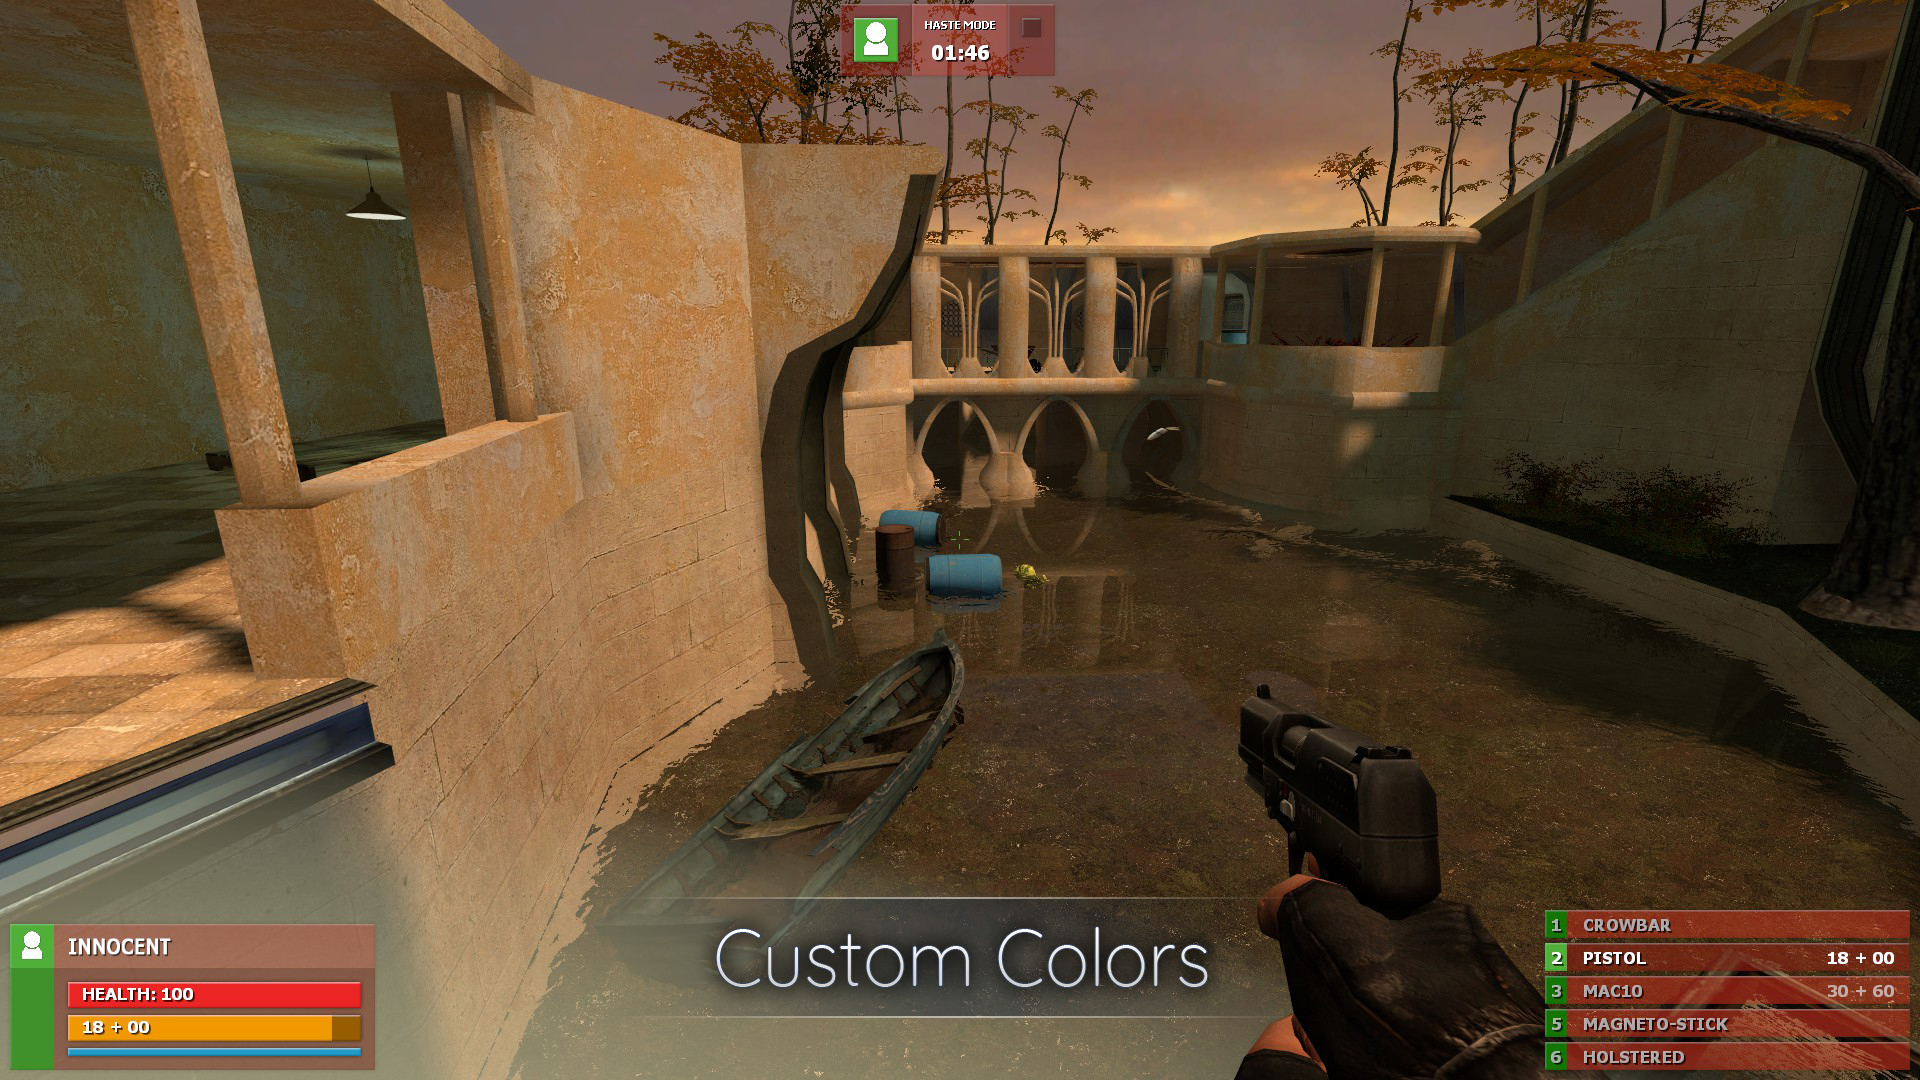 HASTE MODE
01:46
INNOCENT
HEALTH: 100
18 + 00
Custom Colors
1 CROWBAR
2 PISTOL 18 + 00
3 MAC10 30 + 60
5 MAGNETO-STICK
6 HOLSTERED